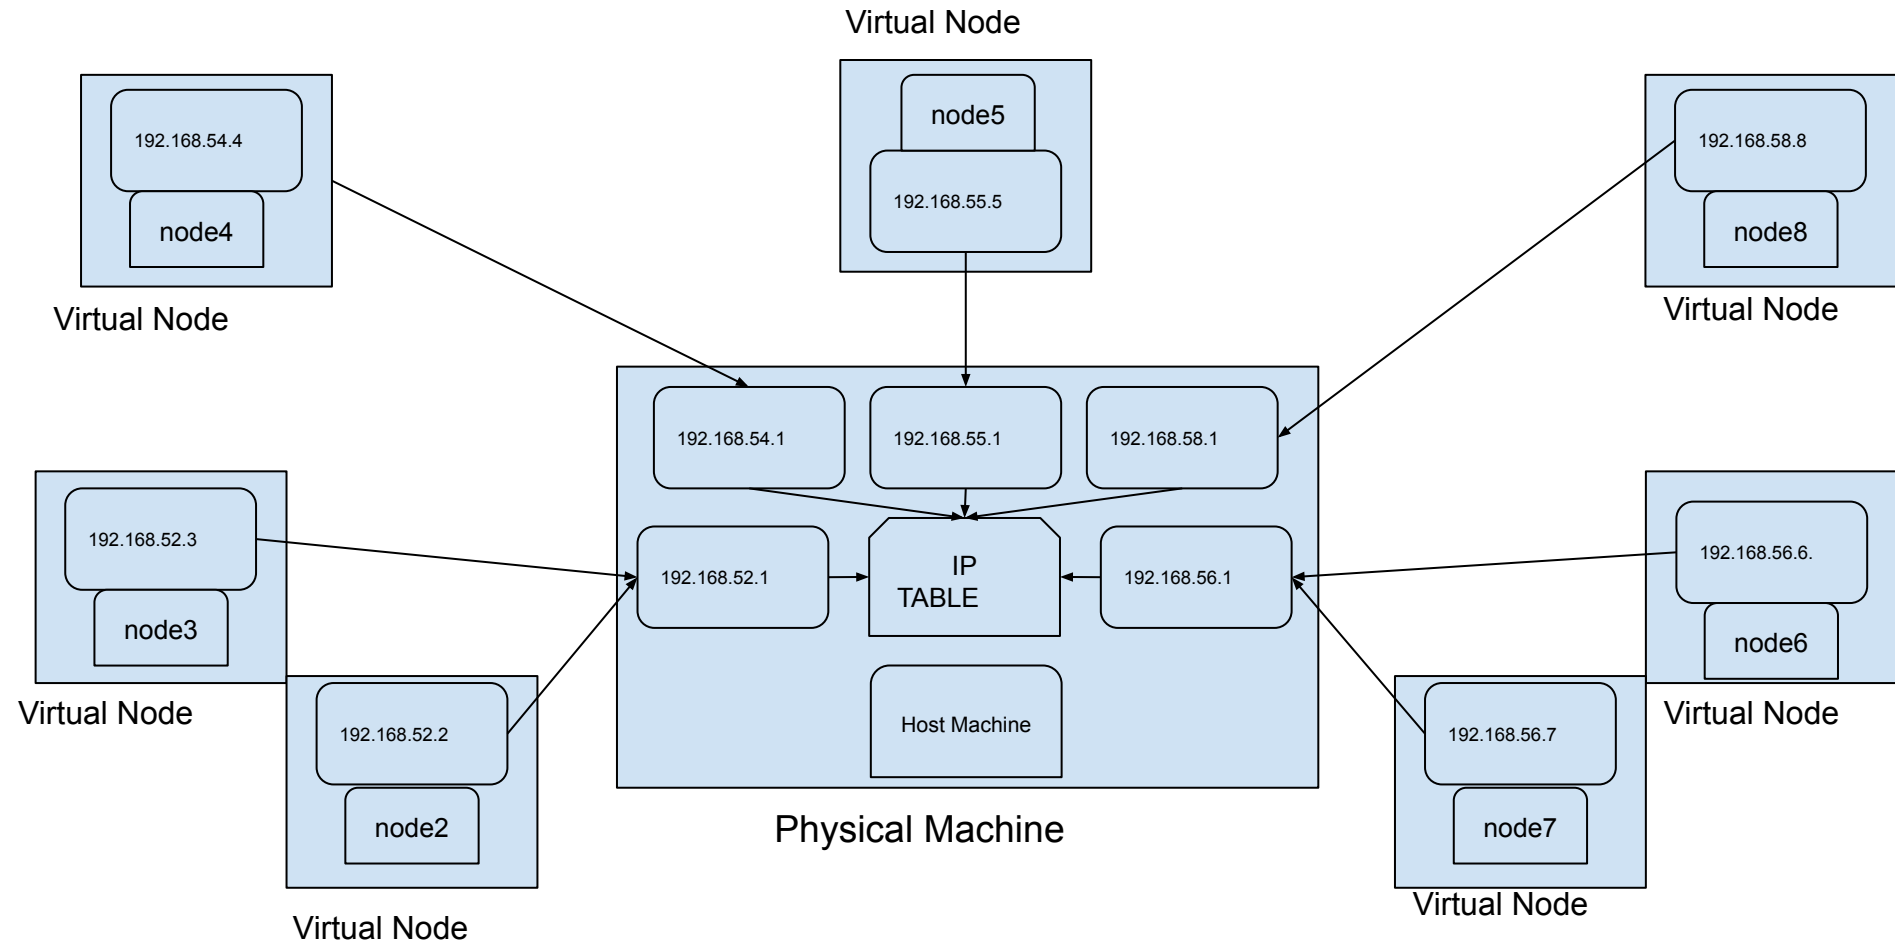 Virtual Node
node5
192.168.55.5
192.168.54.4
node4
Virtual Node
192.168.58.8
node8
Virtual Node
192.168.54.1
192.168.55.1
192.168.58.1
192.168.52.3
node3
Virtual Node
192.168.52.1
IP
TABLE
192.168.56.1
192.168.56.6.
node6
Virtual Node
192.168.52.2
node2
Virtual Node
Host Machine
Physical Machine
192.168.56.7
node7
Virtual Node